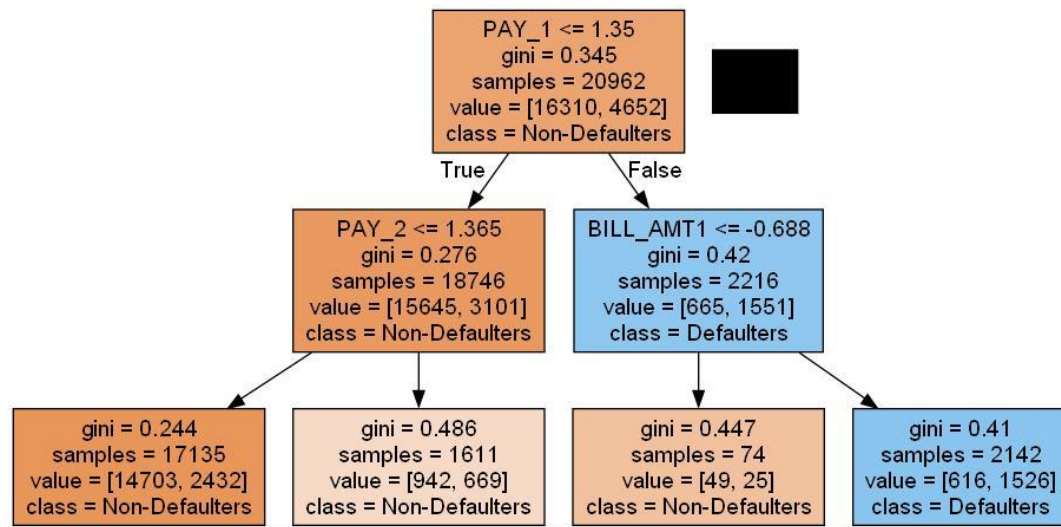 PAY_1 <= 1.35
gini = 0.345
samples = 20962
value = [16310, 4652]
class = Non-Defaulters
True
False
PAY_2 <= 1.365
gini = 0.276
samples = 18746
value = [15645, 3101]
class = Non-Defaulters
BILL_AMT1 <= -0.688
gini = 0.42
samples = 2216
value = [665, 1551]
class = Defaulters
gini = 0.244
samples = 17135
value = [14703, 2432]
class = Non-Defaulters
gini = 0.486
samples = 1611
value = [942, 669]
class = Non-Defaulters
gini = 0.447
samples = 74
value = [49, 25]
class = Non-Defaulters
gini = 0.41
samples = 2142
value = [616, 1526]
class = Defaulters